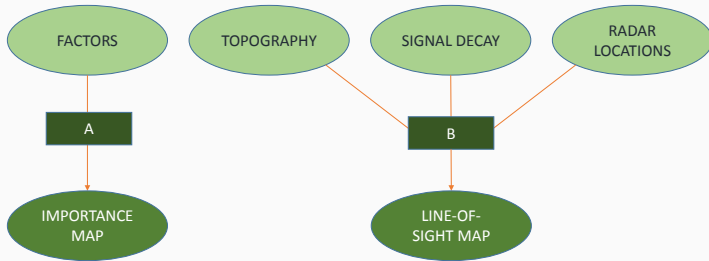 FACTORS
TOPOGRAPHY
SIGNAL DECAY
RADAR
LOCATIONS
A
B
IMPORTANCE
MAP
LINE-OF-
SIGHT MAP